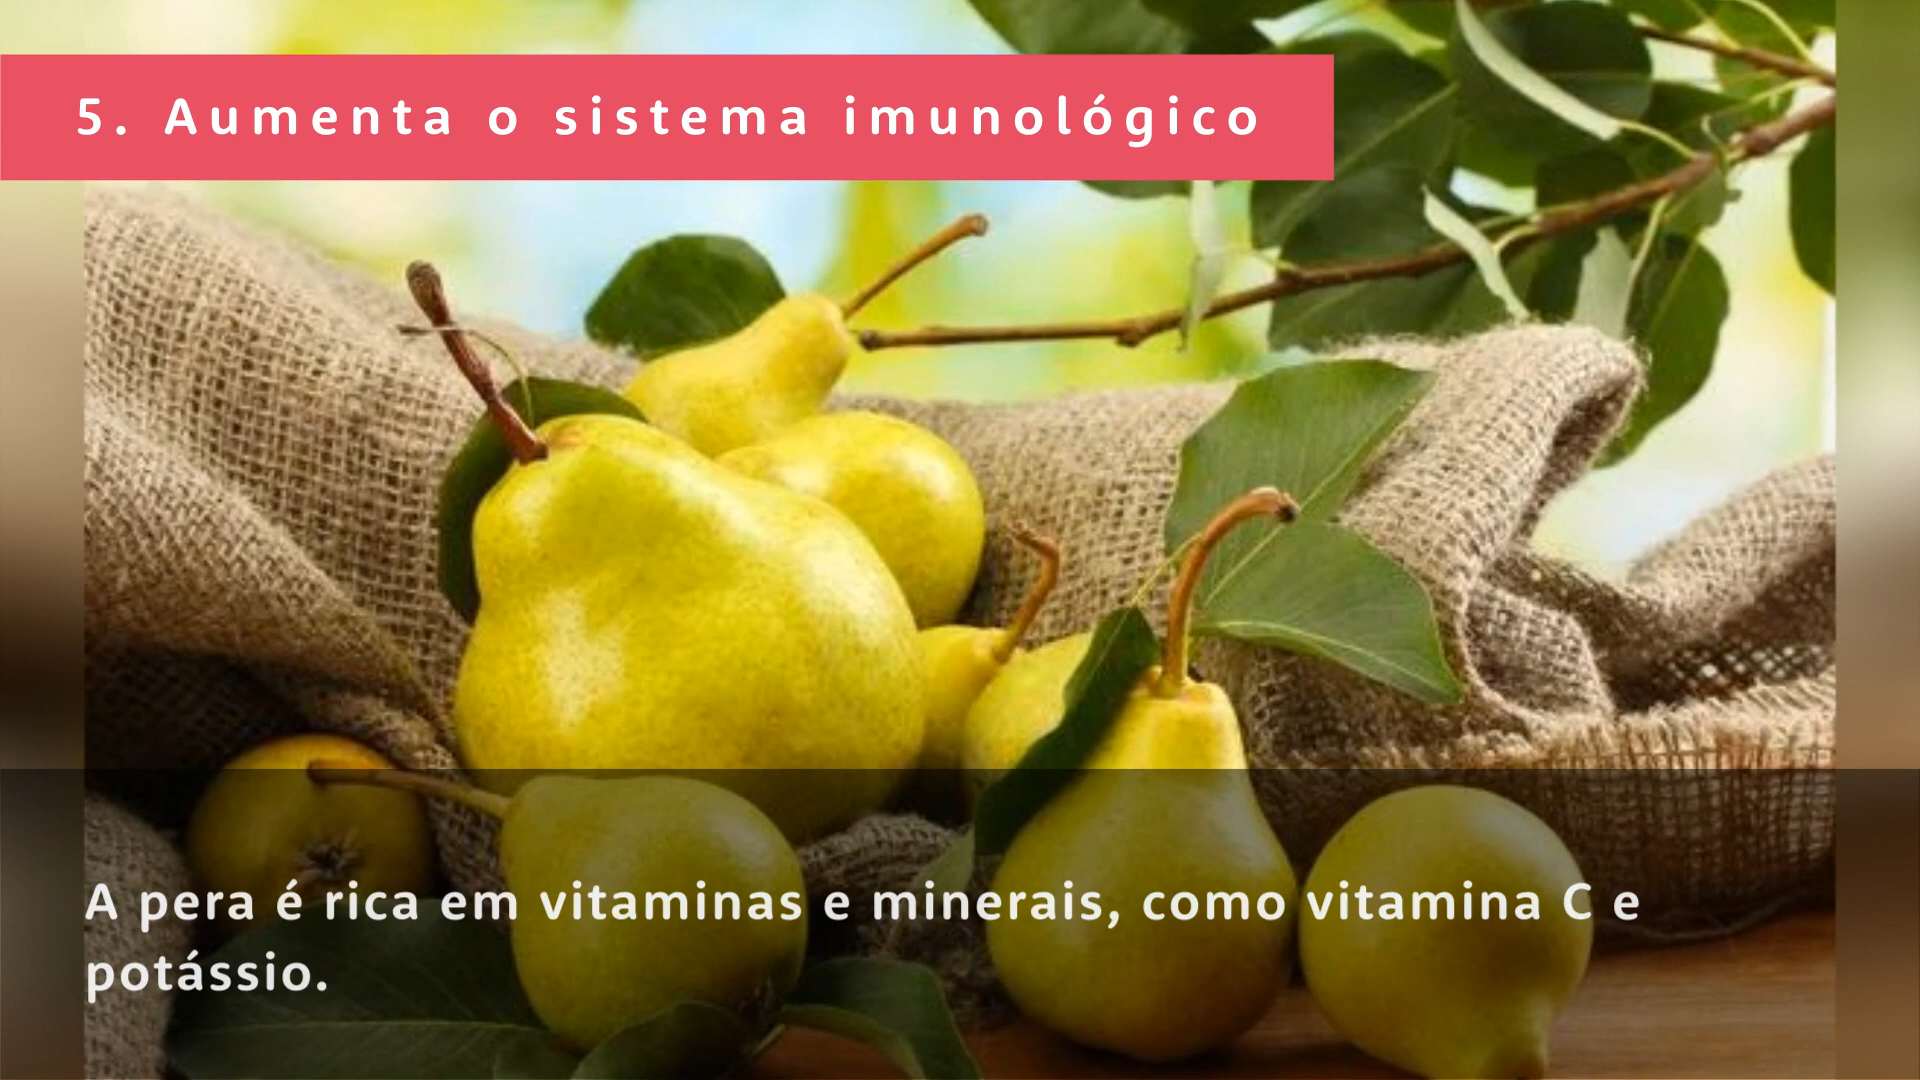 5. Aumenta o sistema imunológico
A pera é rica em vitaminas e minerais, como vitamina C e
potássio.